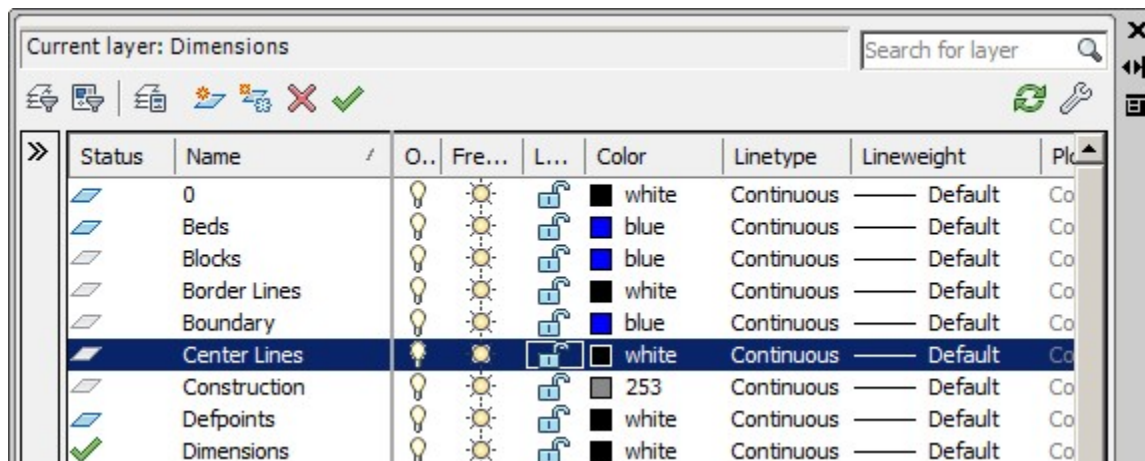 Current layer: Dimensions
Search for layer
Status Name / O.. Fre... L... Color Linetype Lineweight
0 white Continuous Default Co
Beds blue Continuous Default Co
Blocks blue Continuous Default Co
Border Lines white Continuous Default Co
Boundary blue Continuous Default Co
Center Lines white Continuous Default Co
Construction 253 Continuous Default Co
Defpoints white Continuous Default Co
Dimensions white Continuous Default Co